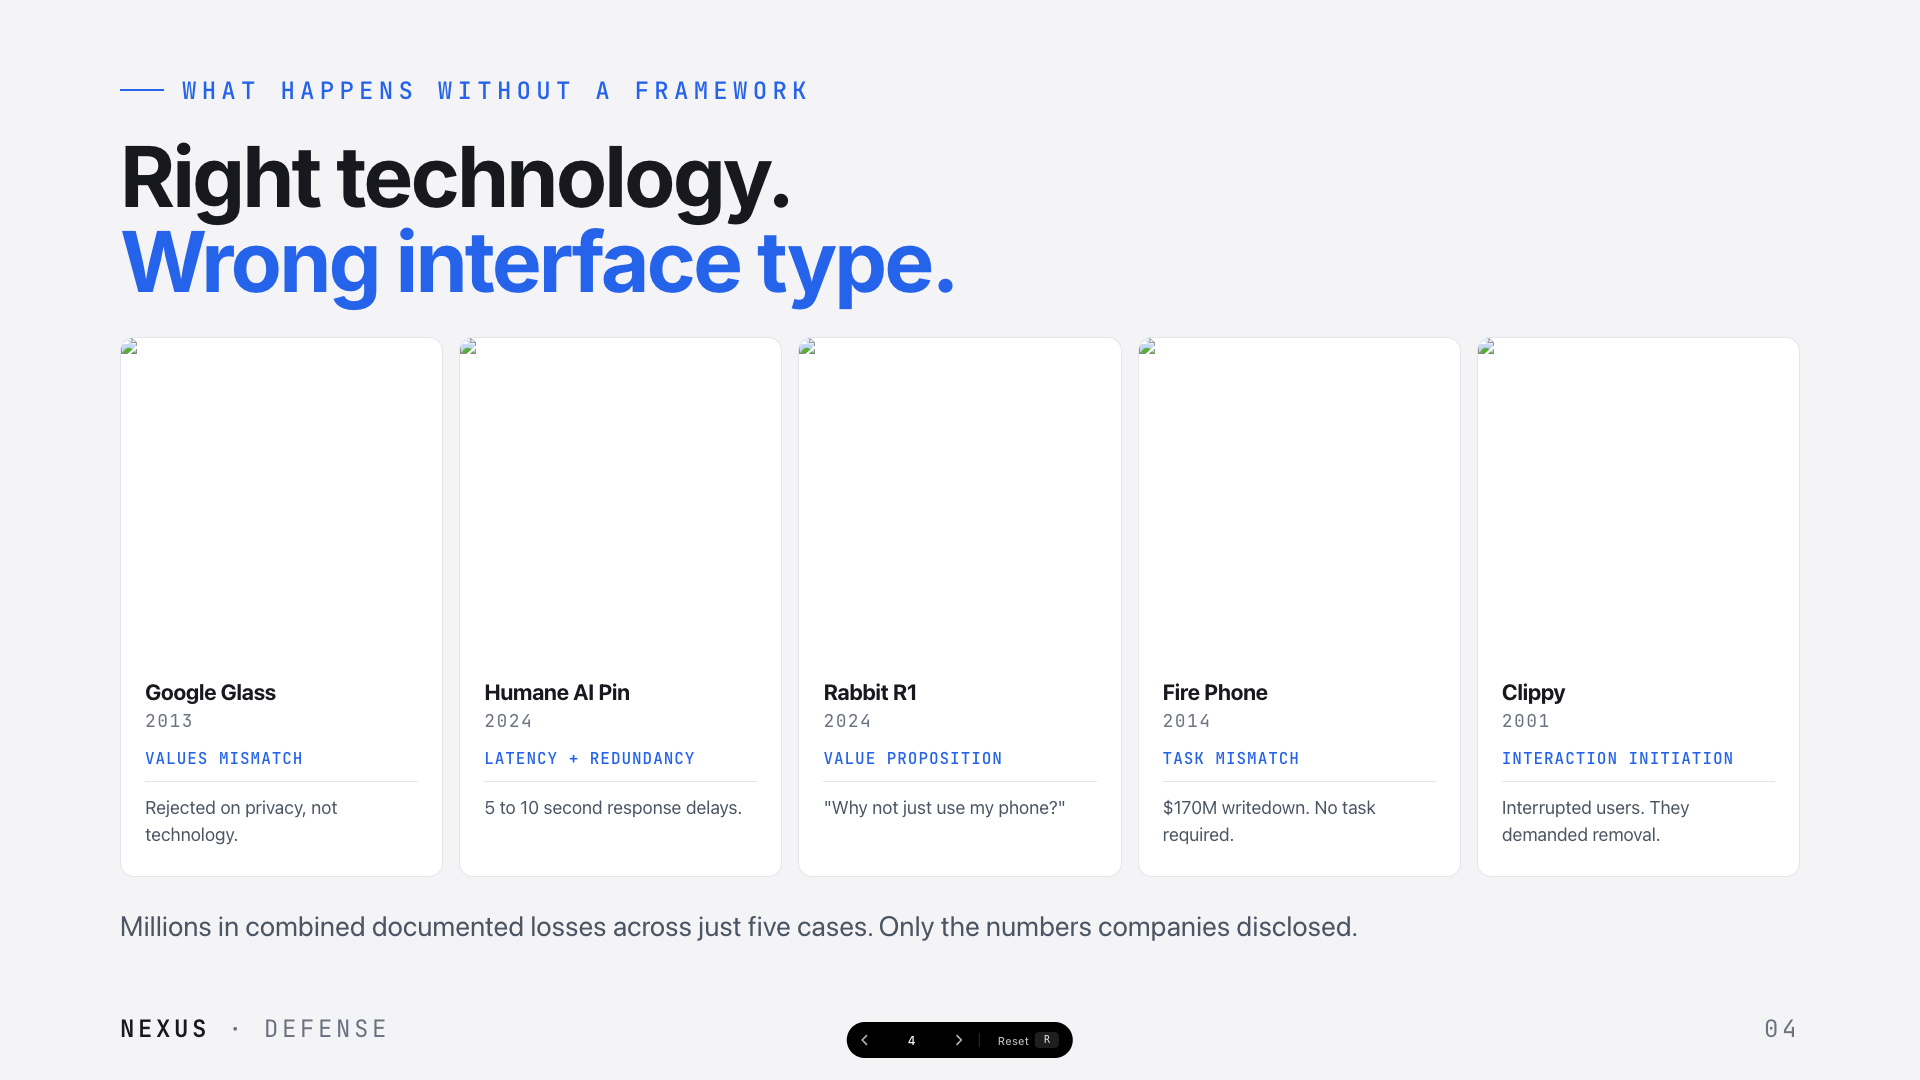 WHAT HAPPENS WITHOUT A FRAMEWORK
Right technology.
Wrong interface type.
Google Glass
2013
VALUES MISMATCH
Rejected on privacy, not
technology.
Humane AI Pin
2024
LATENCY + REDUNDANCY
5 to 10 second response delays.
Rabbit R1
2024
VALUE PROPOSITION
"Why not just use my phone?"
Fire Phone
2014
TASK MISMATCH
$170M writedown. No task
required.
Clippy
2001
INTERACTION INITIATION
Interrupted users. They
demanded removal.
Millions in combined documented losses across just five cases. Only the numbers companies disclosed.
NEXUS · DEFENSE
4
Reset R
04